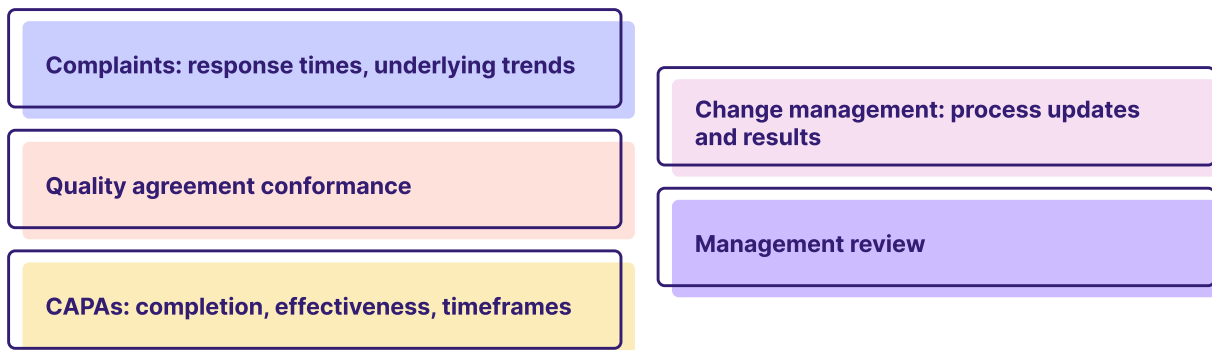 Complaints: response times, underlying trends
Quality agreement conformance
CAPAs: completion, effectiveness, timeframes
Change management: process updates
and results
Management review